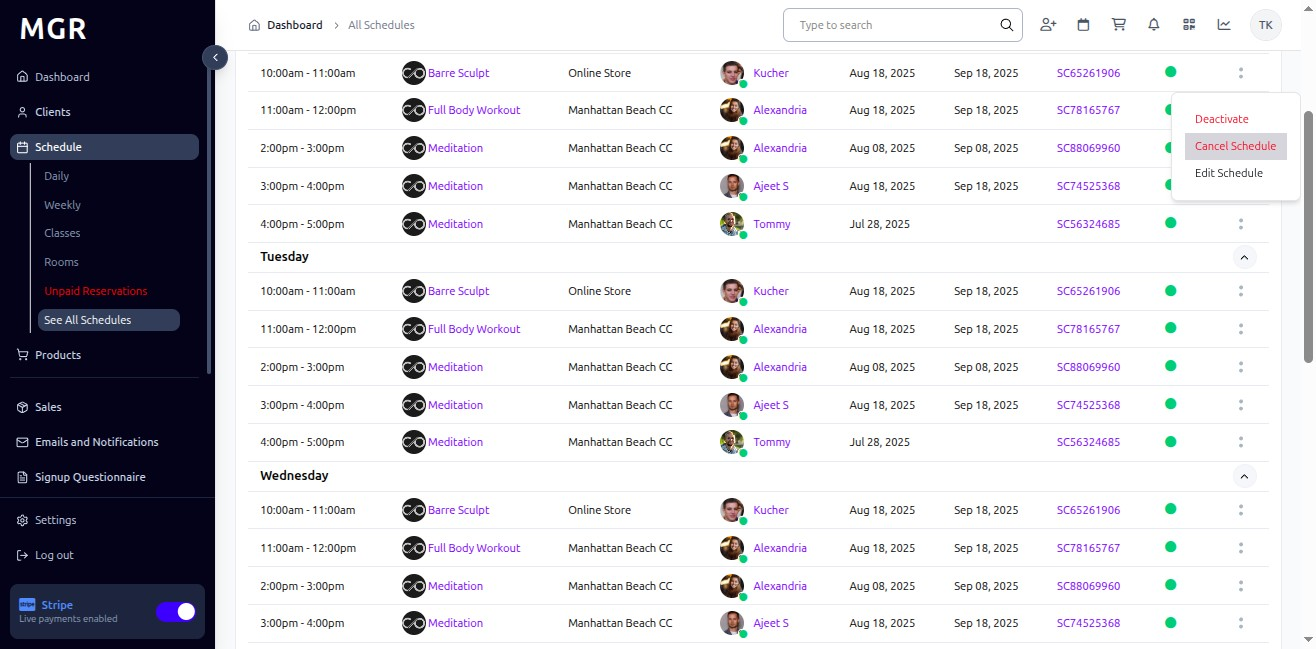 MGR
Dashboard
Clients
Schedule
Daily
Weekly
Classes
Rooms
Unpaid Reservations
See All Schedules
Products
Sales
Emails and Notifications
Signup Questionnaire
Settings
Log out
stripe Stripe
Live payments enabled
Dashboard > All Schedules
Type to search
TK
10:00am - 11:00am Barre Sculpt Online Store Kucher Aug 18, 2025 Sep 18, 2025 SC65261906
11:00am - 12:00pm Full Body Workout Manhattan Beach CC Alexandria Aug 18, 2025 Sep 18, 2025 SC78165767
2:00pm - 3:00pm Meditation Manhattan Beach CC Alexandria Aug 08, 2025 Sep 08, 2025 SC88069960
3:00pm - 4:00pm Meditation Manhattan Beach CC Ajeet S Aug 18, 2025 Sep 18, 2025 SC74525368
4:00pm - 5:00pm Meditation Manhattan Beach CC Tommy Jul 28, 2025 SC56324685
Deactivate
Cancel Schedule
Edit Schedule
Tuesday
10:00am - 11:00am Barre Sculpt Online Store Kucher Aug 18, 2025 Sep 18, 2025 SC65261906
11:00am - 12:00pm Full Body Workout Manhattan Beach CC Alexandria Aug 18, 2025 Sep 18, 2025 SC78165767
2:00pm - 3:00pm Meditation Manhattan Beach CC Alexandria Aug 08, 2025 Sep 08, 2025 SC88069960
3:00pm - 4:00pm Meditation Manhattan Beach CC Ajeet S Aug 18, 2025 Sep 18, 2025 SC74525368
4:00pm - 5:00pm Meditation Manhattan Beach CC Tommy Jul 28, 2025 SC56324685
Wednesday
10:00am - 11:00am Barre Sculpt Online Store Kucher Aug 18, 2025 Sep 18, 2025 SC65261906
11:00am - 12:00pm Full Body Workout Manhattan Beach CC Alexandria Aug 18, 2025 Sep 18, 2025 SC78165767
2:00pm - 3:00pm Meditation Manhattan Beach CC Alexandria Aug 08, 2025 Sep 08, 2025 SC88069960
3:00pm - 4:00pm Meditation Manhattan Beach CC Ajeet S Aug 18, 2025 Sep 18, 2025 SC74525368